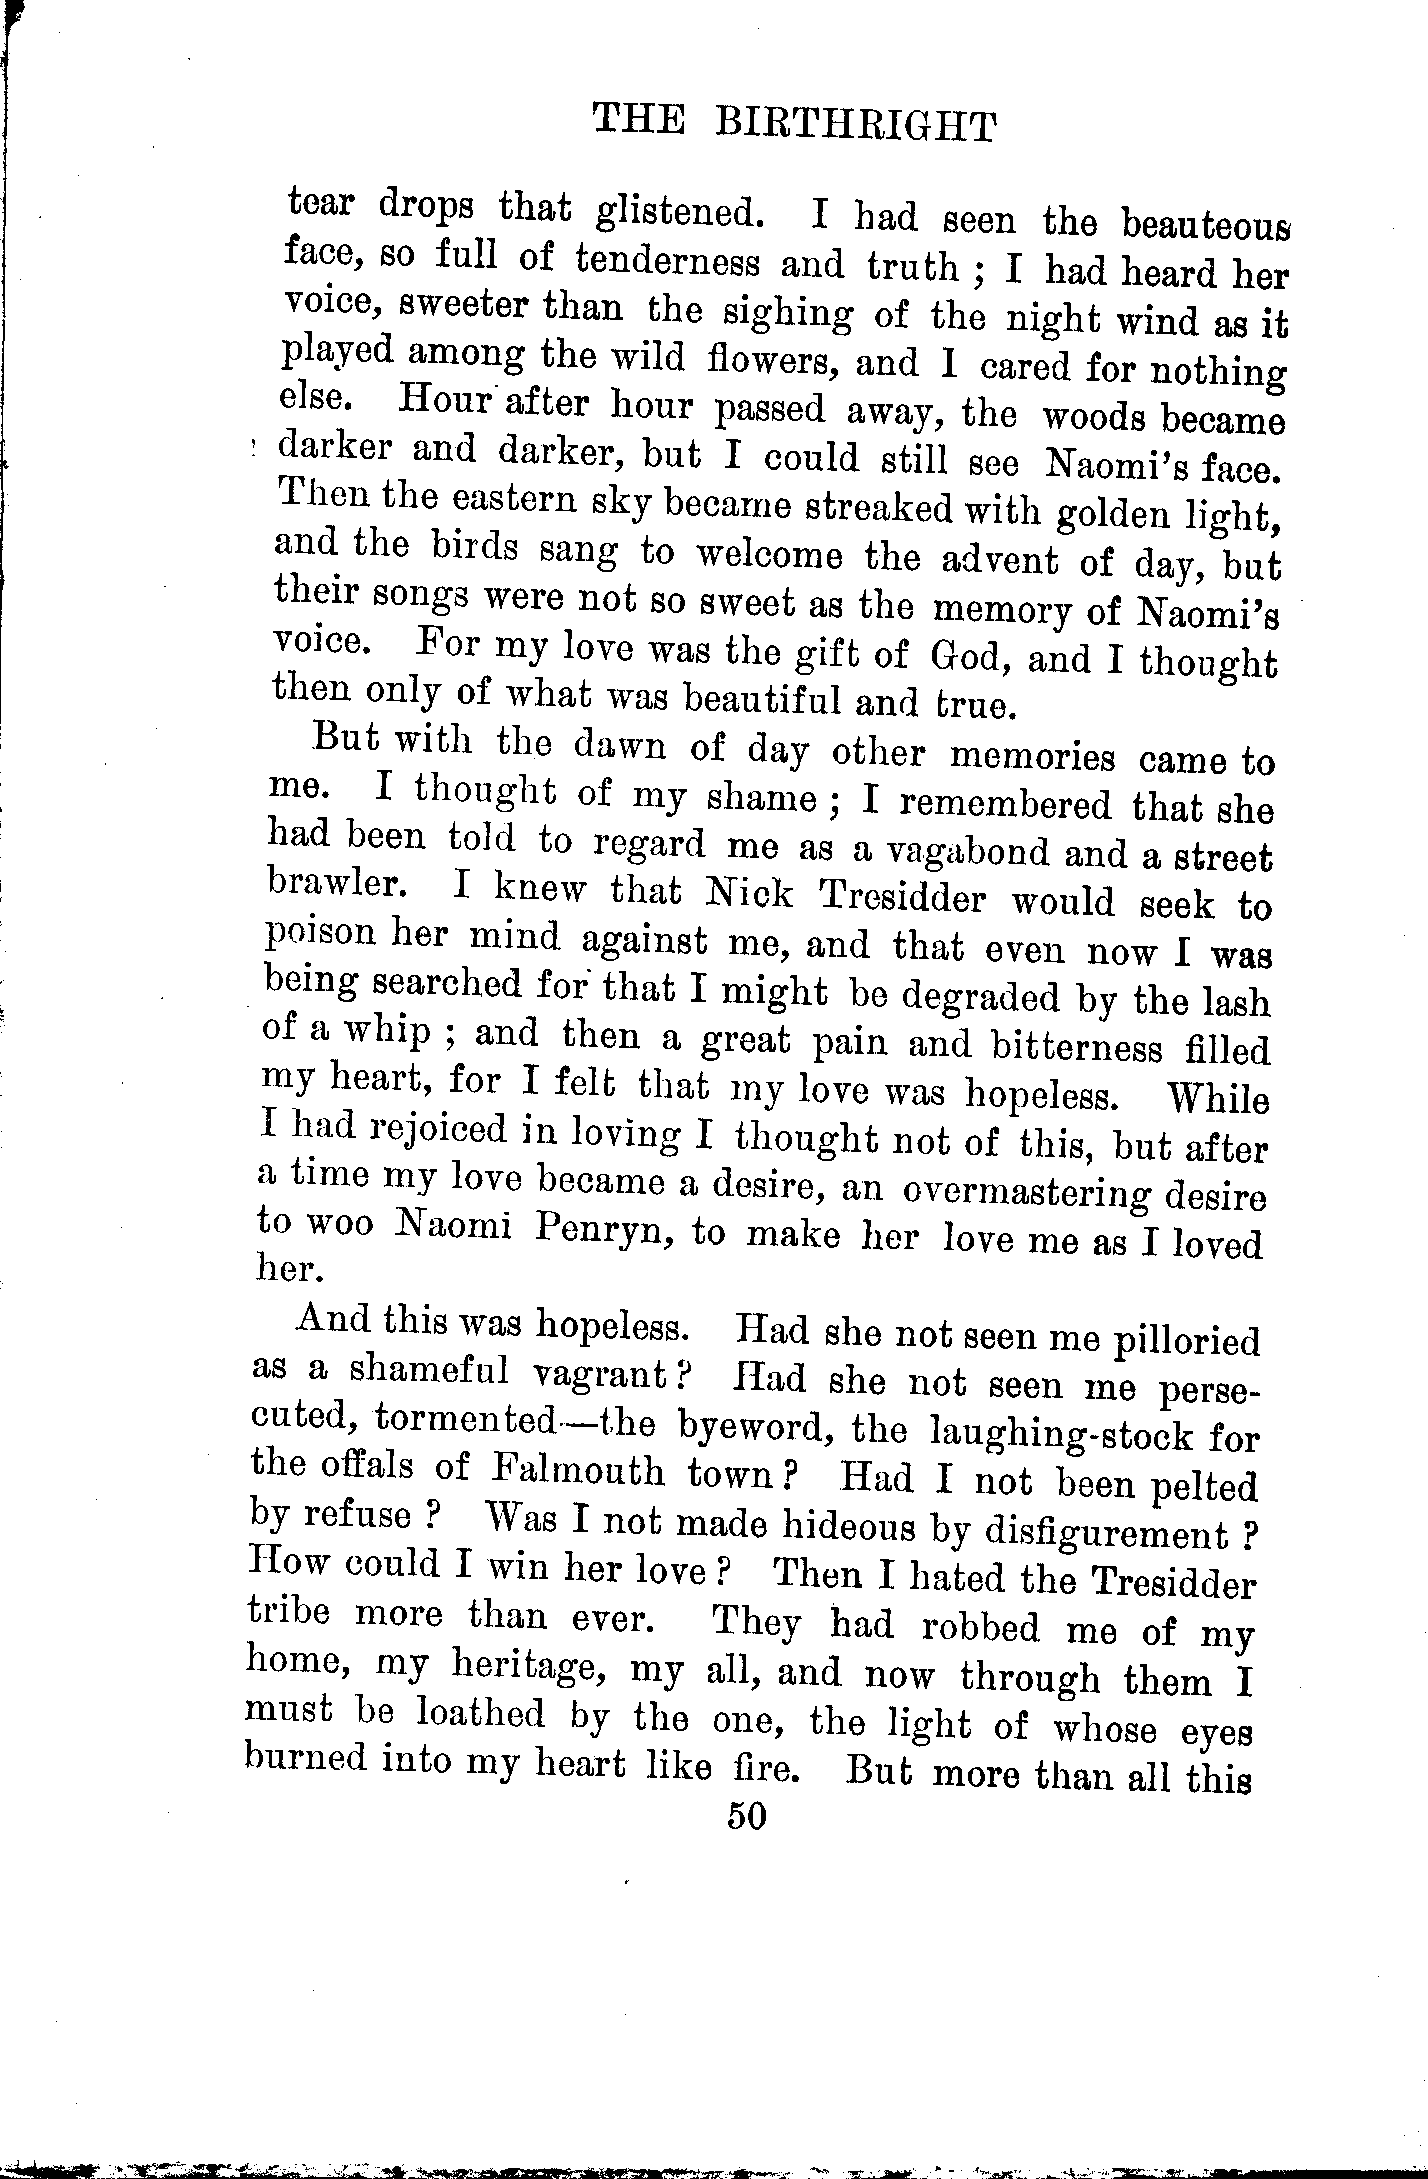 THE BIRTHRIGHT
tear drops that glistened. I had seen the beauteous
face, so full of tenderness and truth ; I had heard her
voice, sweeter than the sighing of the night wind as it
played among the wild flowers, and I cared for nothing
else. Hour after hour passed away, the woods became
darker and darker, but I could still see Naomi's face.
Then the eastern sky became streaked with golden light,
and the birds sang to welcome the advent of day, but
their songs were not so sweet as the memory of Naomi's
voice. For my love was the gift of God, and I thought
then only of what was beautiful and true.
But with the dawn of day other memories came to
me. I thought of my shame ; I remembered that she
had been told to regard me as a vagabond and a street
brawler. I knew that Nick Tresidder would seek to
poison her mind against me, and that even now I was
being searched for that I might be degraded by the lash
of a whip ; and then a great pain and bitterness filled
my heart, for I felt that my love was hopeless. While
I had rejoiced in loving I thought not of this, but after
a time my love became a desire, an overmastering desire
to woo Naomi Penryn, to make her love me as I loved
her.
And this was hopeless. Had she not seen me pilloried
as a shameful vagrant? Had she not seen me perse-
cuted, tormented—the byeword, the laughing-stock for
the offals of Falmouth town? Had I not been pelted
by refuse ? Was I not made hideous by disfigurement ?
How could I win her love? Then I hated the Tresidder
tribe more than ever. They had robbed me of my
home, my heritage, my all, and now through them I
must be loathed by the one, the light of whose eyes
burned into my heart like fire. But more than all this
50